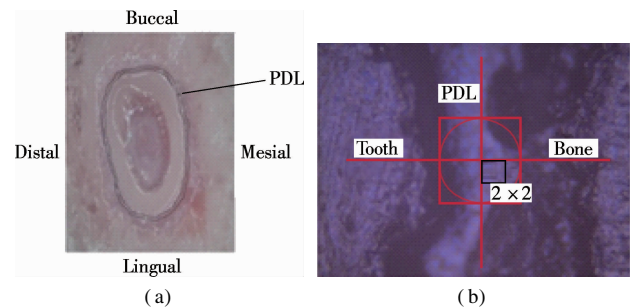 Buccal
PDL
Distal
Mesial
Lingual
(a)
PDL
Tooth
Bone
2 × 2
(b)